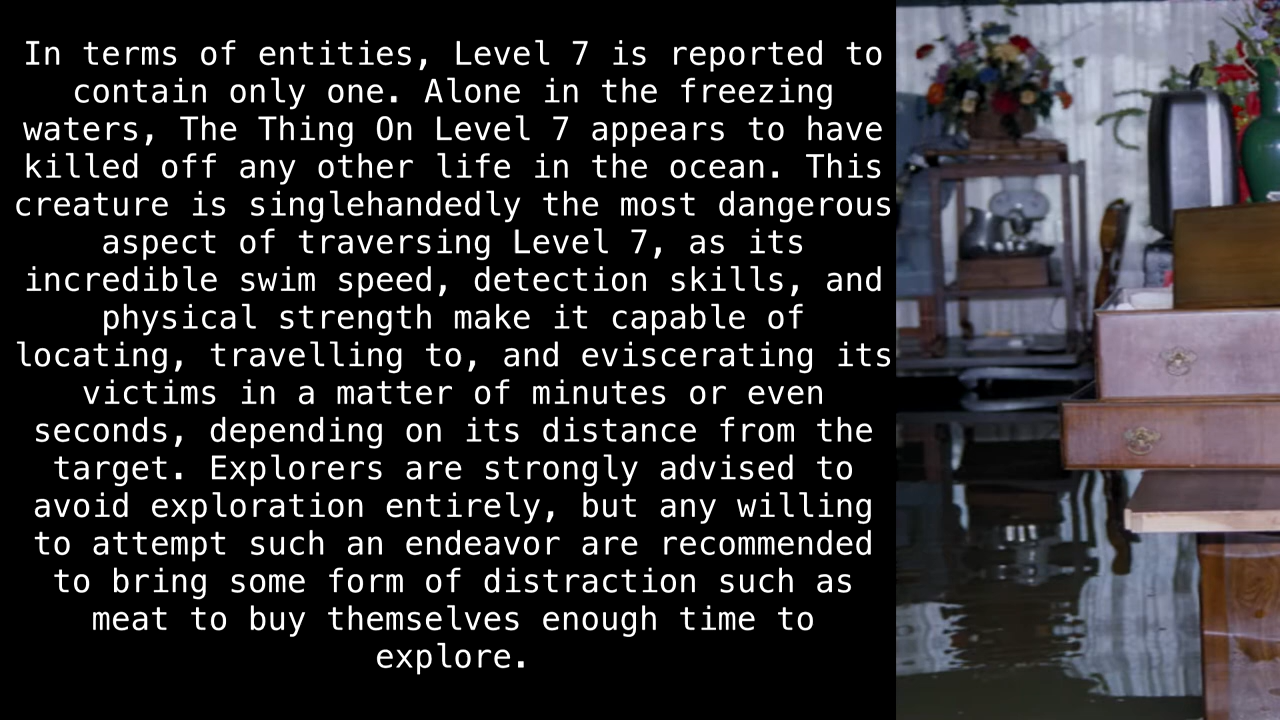 In terms of entities, Level 7 is reported to
contain only one. Alone in the freezing
waters, The Thing On Level 7 appears to have
killed off any other life in the ocean. This
creature is singlehandedly the most dangerous
aspect of traversing Level 7, as its
incredible swim speed, detection skills, and
physical strength make it capable of
locating, travelling to, and eviscerating its
victims in a matter of minutes or even
seconds, depending on its distance from the
target. Explorers are strongly advised to
avoid exploration entirely, but any willing
to attempt such an endeavor are recommended
to bring some form of distraction such as
meat to buy themselves enough time to
explore.